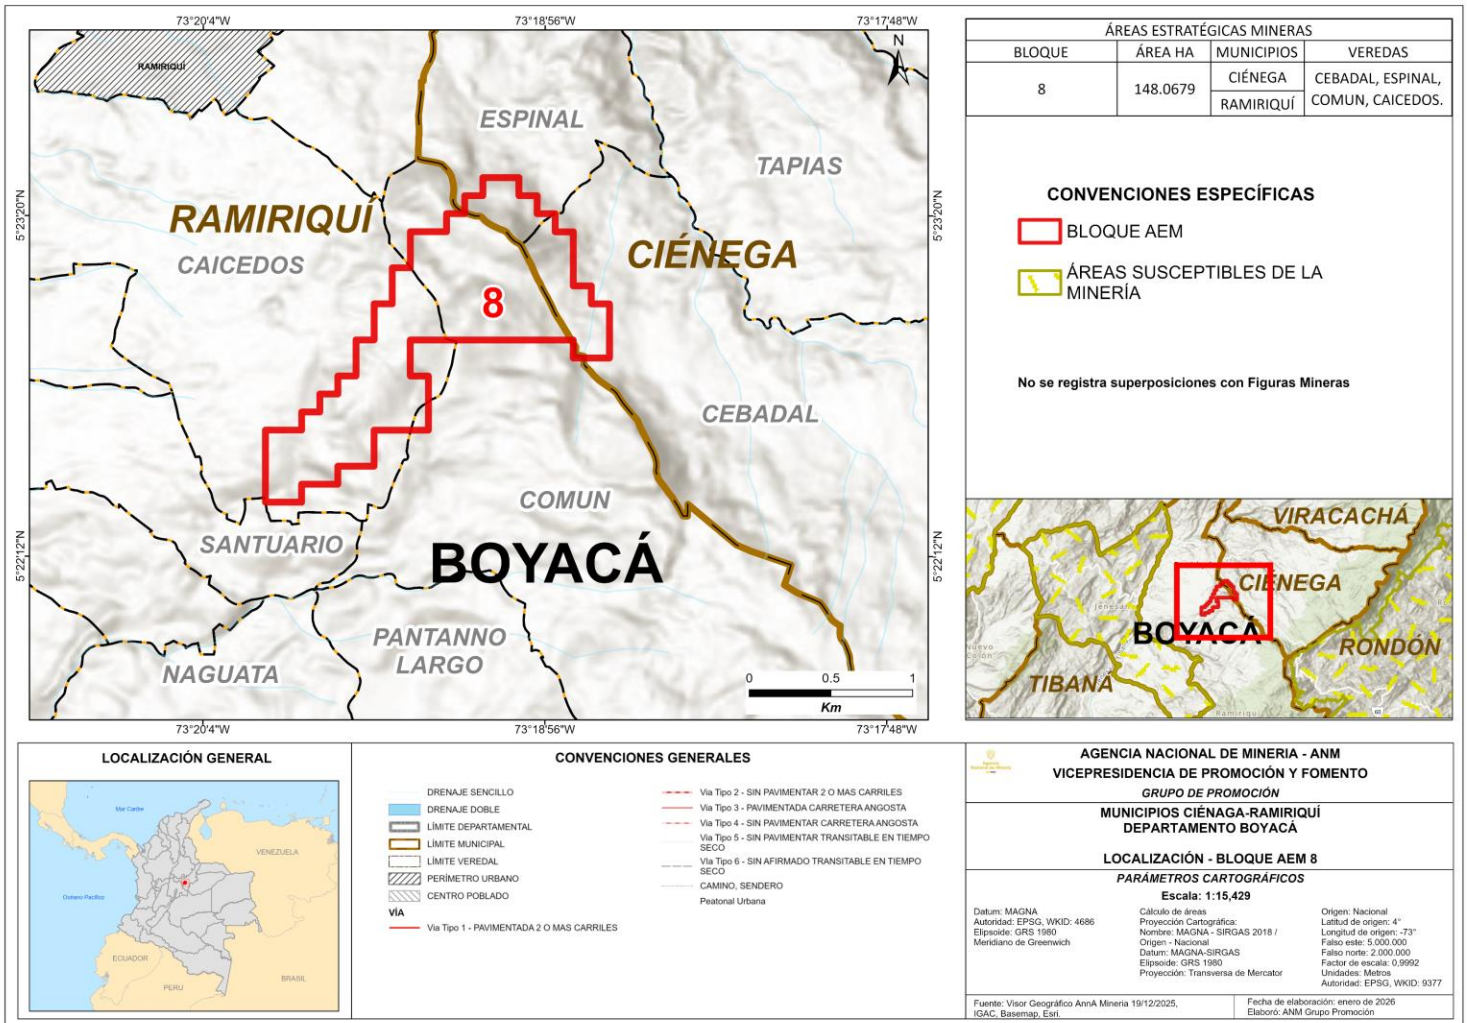 73°20'4"W
73°18'56"W
73°17'48"W
N
RAMIRIQUÍ
ESPINAL
TAPIAS
5°23'20"N
5°23'20"N
RAMIRIQUÍ
CAICEDOS
CIÉNEGA
8
CEBADAL
COMUN
SANTUARIO
BOYACÁ
5°22'12"N
5°22'12"N
PANTANNO
LARGO
NAGUATA
0 0.5 1
Km
73°20'4"W
73°18'56"W
73°17'48"W
ÁREAS ESTRATÉGICAS MINERAS
BLOQUE ÁREA HA MUNICIPIOS VEREDAS
8 148.0679 CIÉNEGA CEBADAL, ESPINAL,
RAMIRIQUÍ COMUN, CAICEDOS.
CONVENCIONES ESPECÍFICAS
BLOQUE AEM
ÁREAS SUSCEPTIBLES DE LA
MINERÍA
No se registra superposiciones con Figuras Mineras
VIRACACHÁ
CIÉNEGA
Jenesano
BOYACÁ
Nuevo
Colón
RONDÓN
TIBANÁ
Ramiriquí
60
LOCALIZACIÓN GENERAL
Mar Caribe
VENEZUELA
Océano Pacífico
ECUADOR
PERU
BRASIL
CONVENCIONES GENERALES
DRENAJE SENCILLO
DRENAJE DOBLE
LÍMITE DEPARTAMENTAL
LÍMITE MUNICIPAL
LÍMITE VEREDAL
PERÍMETRO URBANO
CENTRO POBLADO
VÍA
Via Tipo 1 - PAVIMENTADA 2 O MAS CARRILES
Via Tipo 2 - SIN PAVIMENTAR 2 O MAS CARRILES
Via Tipo 3 - PAVIMENTADA CARRETERA ANGOSTA
Via Tipo 4 - SIN PAVIMENTAR CARRETERA ANGOSTA
Via Tipo 5 - SIN PAVIMENTAR TRANSITABLE EN TIEMPO
SECO
VIa Tipo 6 - SIN AFIRMADO TRANSITABLE EN TIEMPO
SECO
CAMINO, SENDERO
Peatonal Urbana
Agencia
Nacional de Minería
AGENCIA NACIONAL DE MINERIA - ANM
VICEPRESIDENCIA DE PROMOCIÓN Y FOMENTO
GRUPO DE PROMOCIÓN
MUNICIPIOS CIÉNAGA-RAMIRIQUÍ
DEPARTAMENTO BOYACÁ
LOCALIZACIÓN - BLOQUE AEM 8
PARÁMETROS CARTOGRÁFICOS
Escala: 1:15,429
Datum: MAGNA
Autoridad: EPSG, WKID: 4686
Elipsoide: GRS 1980
Meridiano de Greenwich
Cálculo de áreas
Proyección Cartográfica:
Nombre: MAGNA - SIRGAS 2018 /
Origen - Nacional
Datum: MAGNA-SIRGAS
Elipsoide: GRS 1980
Proyección: Transversa de Mercator
Origen: Nacional
Latitud de origen: 4°
Longitud de origen: -73°
Falso este: 5.000.000
Falso norte: 2.000.000
Factor de escala: 0,9992
Unidades: Metros
Autoridad: EPSG, WKID: 9377
Fuente: Visor Geográfico AnnA Mineria 19/12/2025,
IGAC, Basemap, Esri.
Fecha de elaboración: enero de 2026
Elaboró: ANM Grupo Promoción